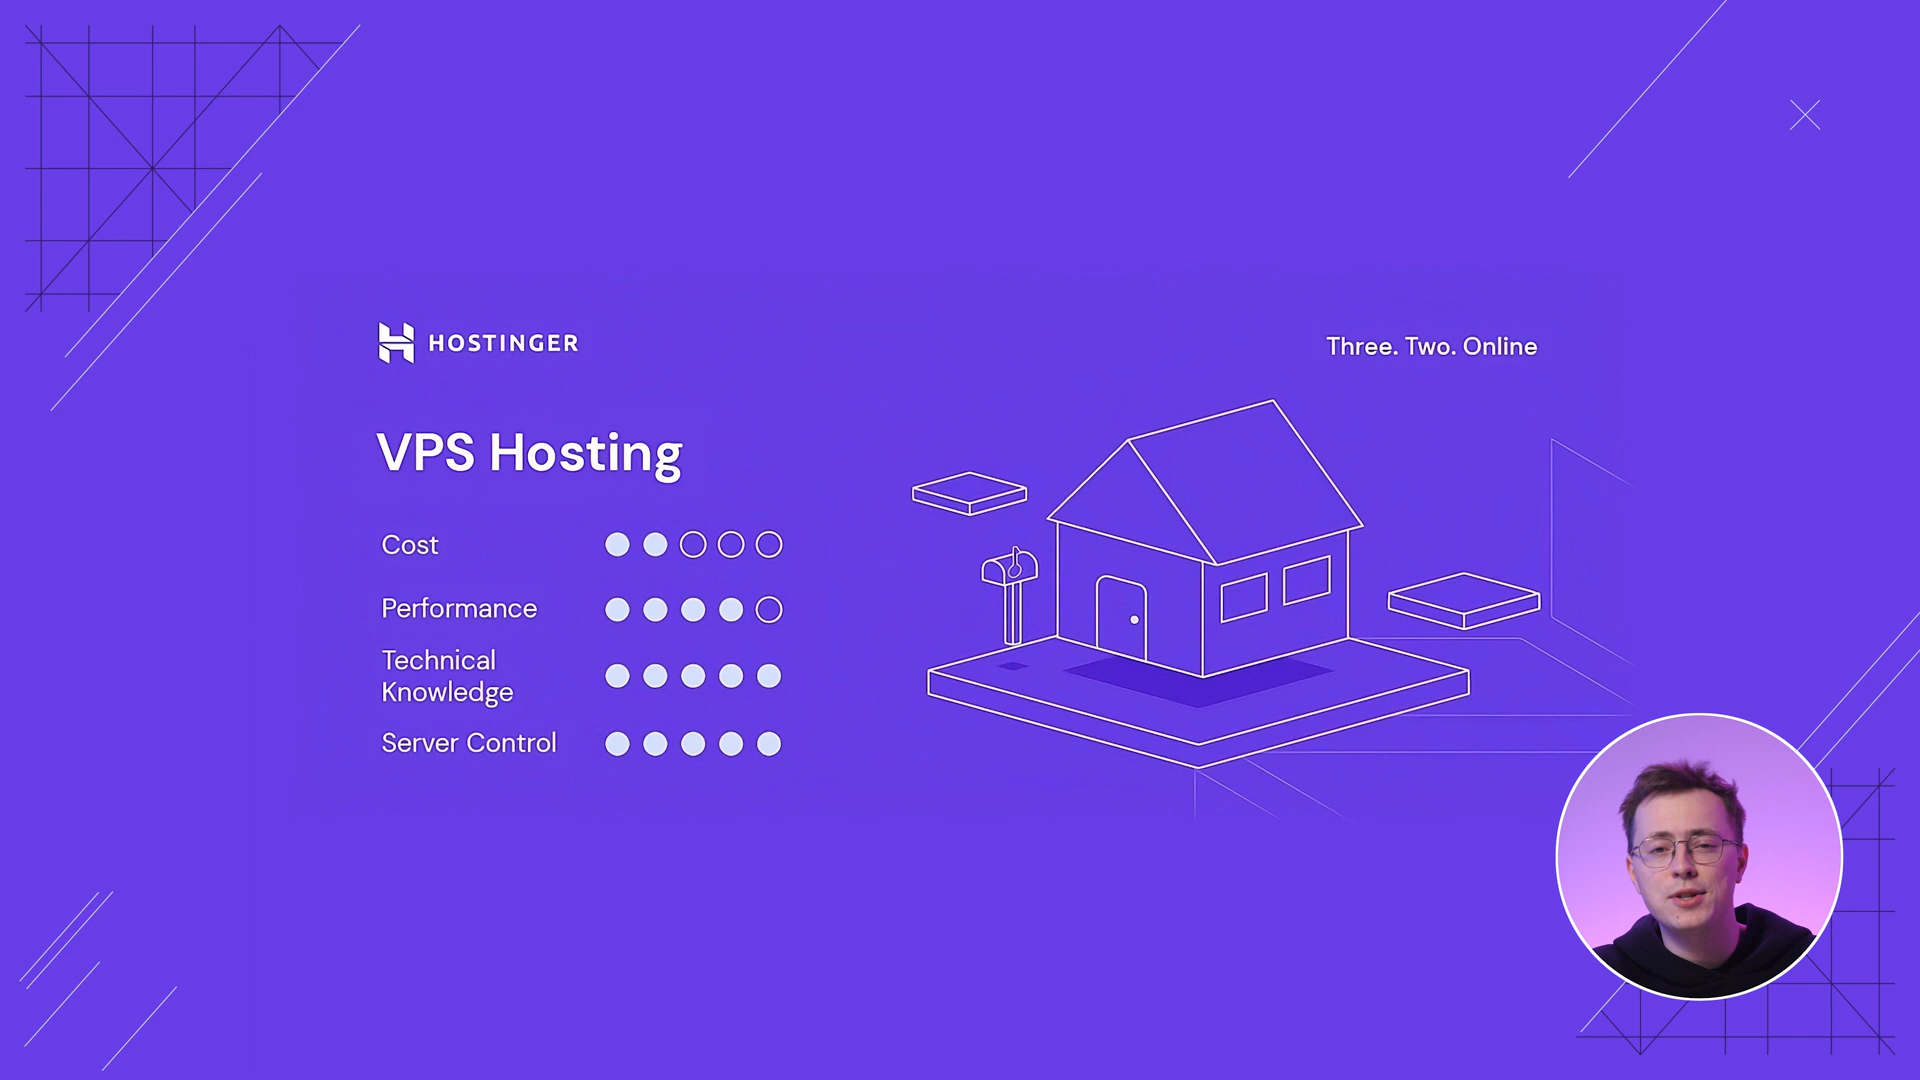 HOSTINGER
Three. Two. Online
VPS Hosting
Cost
Performance
Technical
Knowledge
Server Control